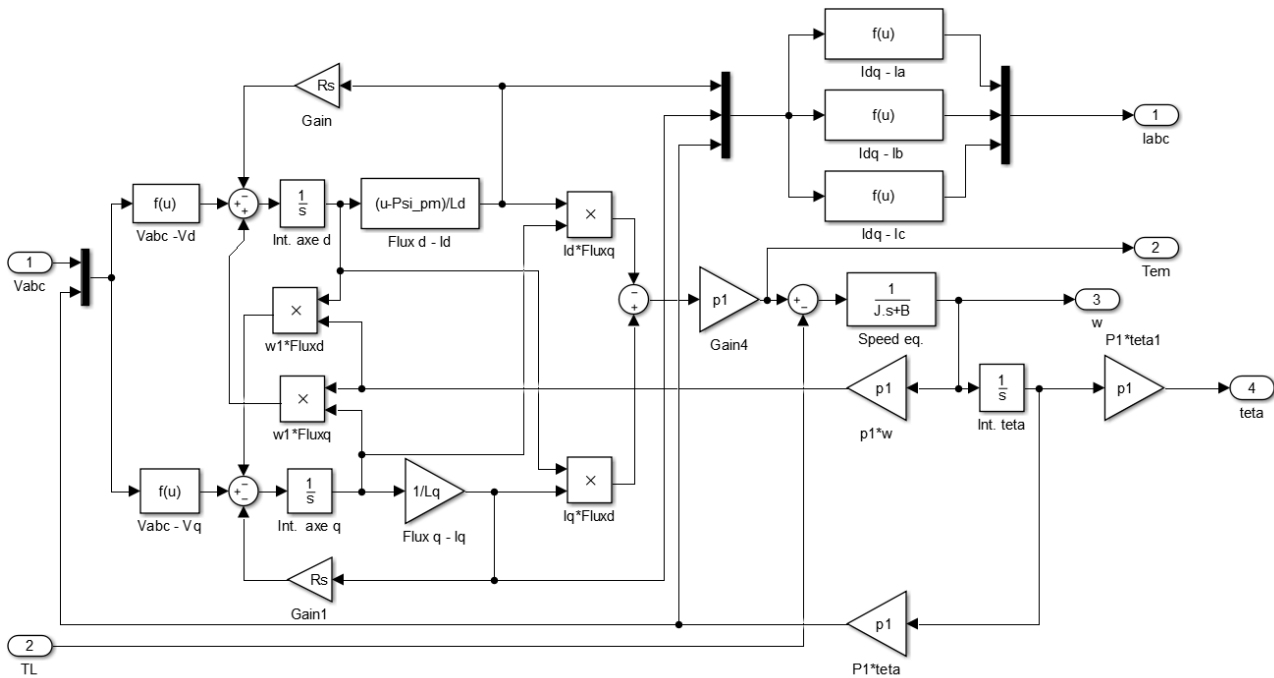 f(u)
Idq - Ia
Rs
Gain
f(u)
Idq - Ib
1
Iabc
f(u)
Idq - Ic
f(u)
Vabc -Vd
− +
+
1
s
Int. axe d
(u-Psi_pm)/Ld
Flux d - Id
×
Id*Fluxq
2
Tem
1
Vabc
×
w1*Fluxd
−
+
p1
Gain4
+ −
1
J.s+B
Speed eq.
3
w
P1*teta1
×
w1*Fluxq
p1
p1*w
1
s
Int. teta
p1
4
teta
f(u)
Vabc - Vq
+ −
−
1
s
Int.  axe q
1/Lq
Flux q - Iq
×
Iq*Fluxd
Rs
Gain1
2
TL
p1
P1*teta